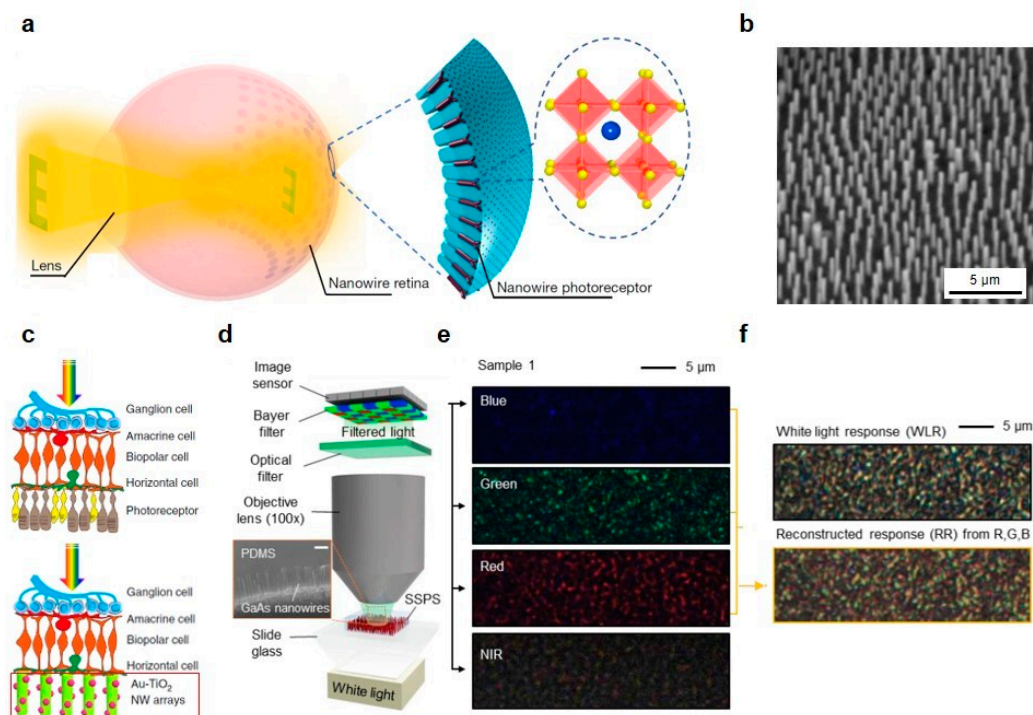 a
b
Lens
Nanowire retina
Nanowire photoreceptor
5 µm
c
Ganglion cell
Amacrine cell
Biopolar cell
Horizontal cell
Photoreceptor
Ganglion cell
Amacrine cell
Biopolar cell
Horizontal cell
Au-TiO₂
NW arrays
d
Image
sensor
Bayer
filter
Filtered light
Optical
filter
Objective
lens (100x)
PDMS
GaAs nanowires
SSPS
Slide
glass
White light
e
Sample 1
5 µm
Blue
Green
Red
NIR
f
White light response (WLR)
5 µm
Reconstructed response (RR) from R,G,B